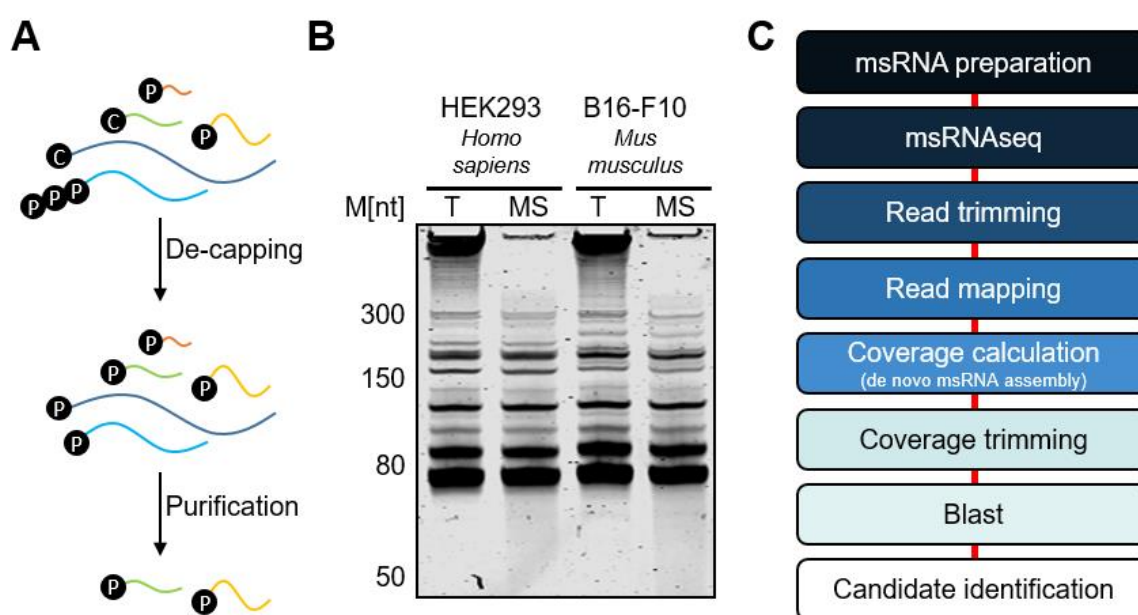 A
P
C
P
C
P P P
De-capping
P
P
P
P
P
Purification
P
P
B
HEK293 B16-F10
Homo Mus
sapiens musculus
M[nt] T MS T MS
300
150
80
50
C
msRNA preparation
msRNAseq
Read trimming
Read mapping
Coverage calculation
(de novo msRNA assembly)
Coverage trimming
Blast
Candidate identification